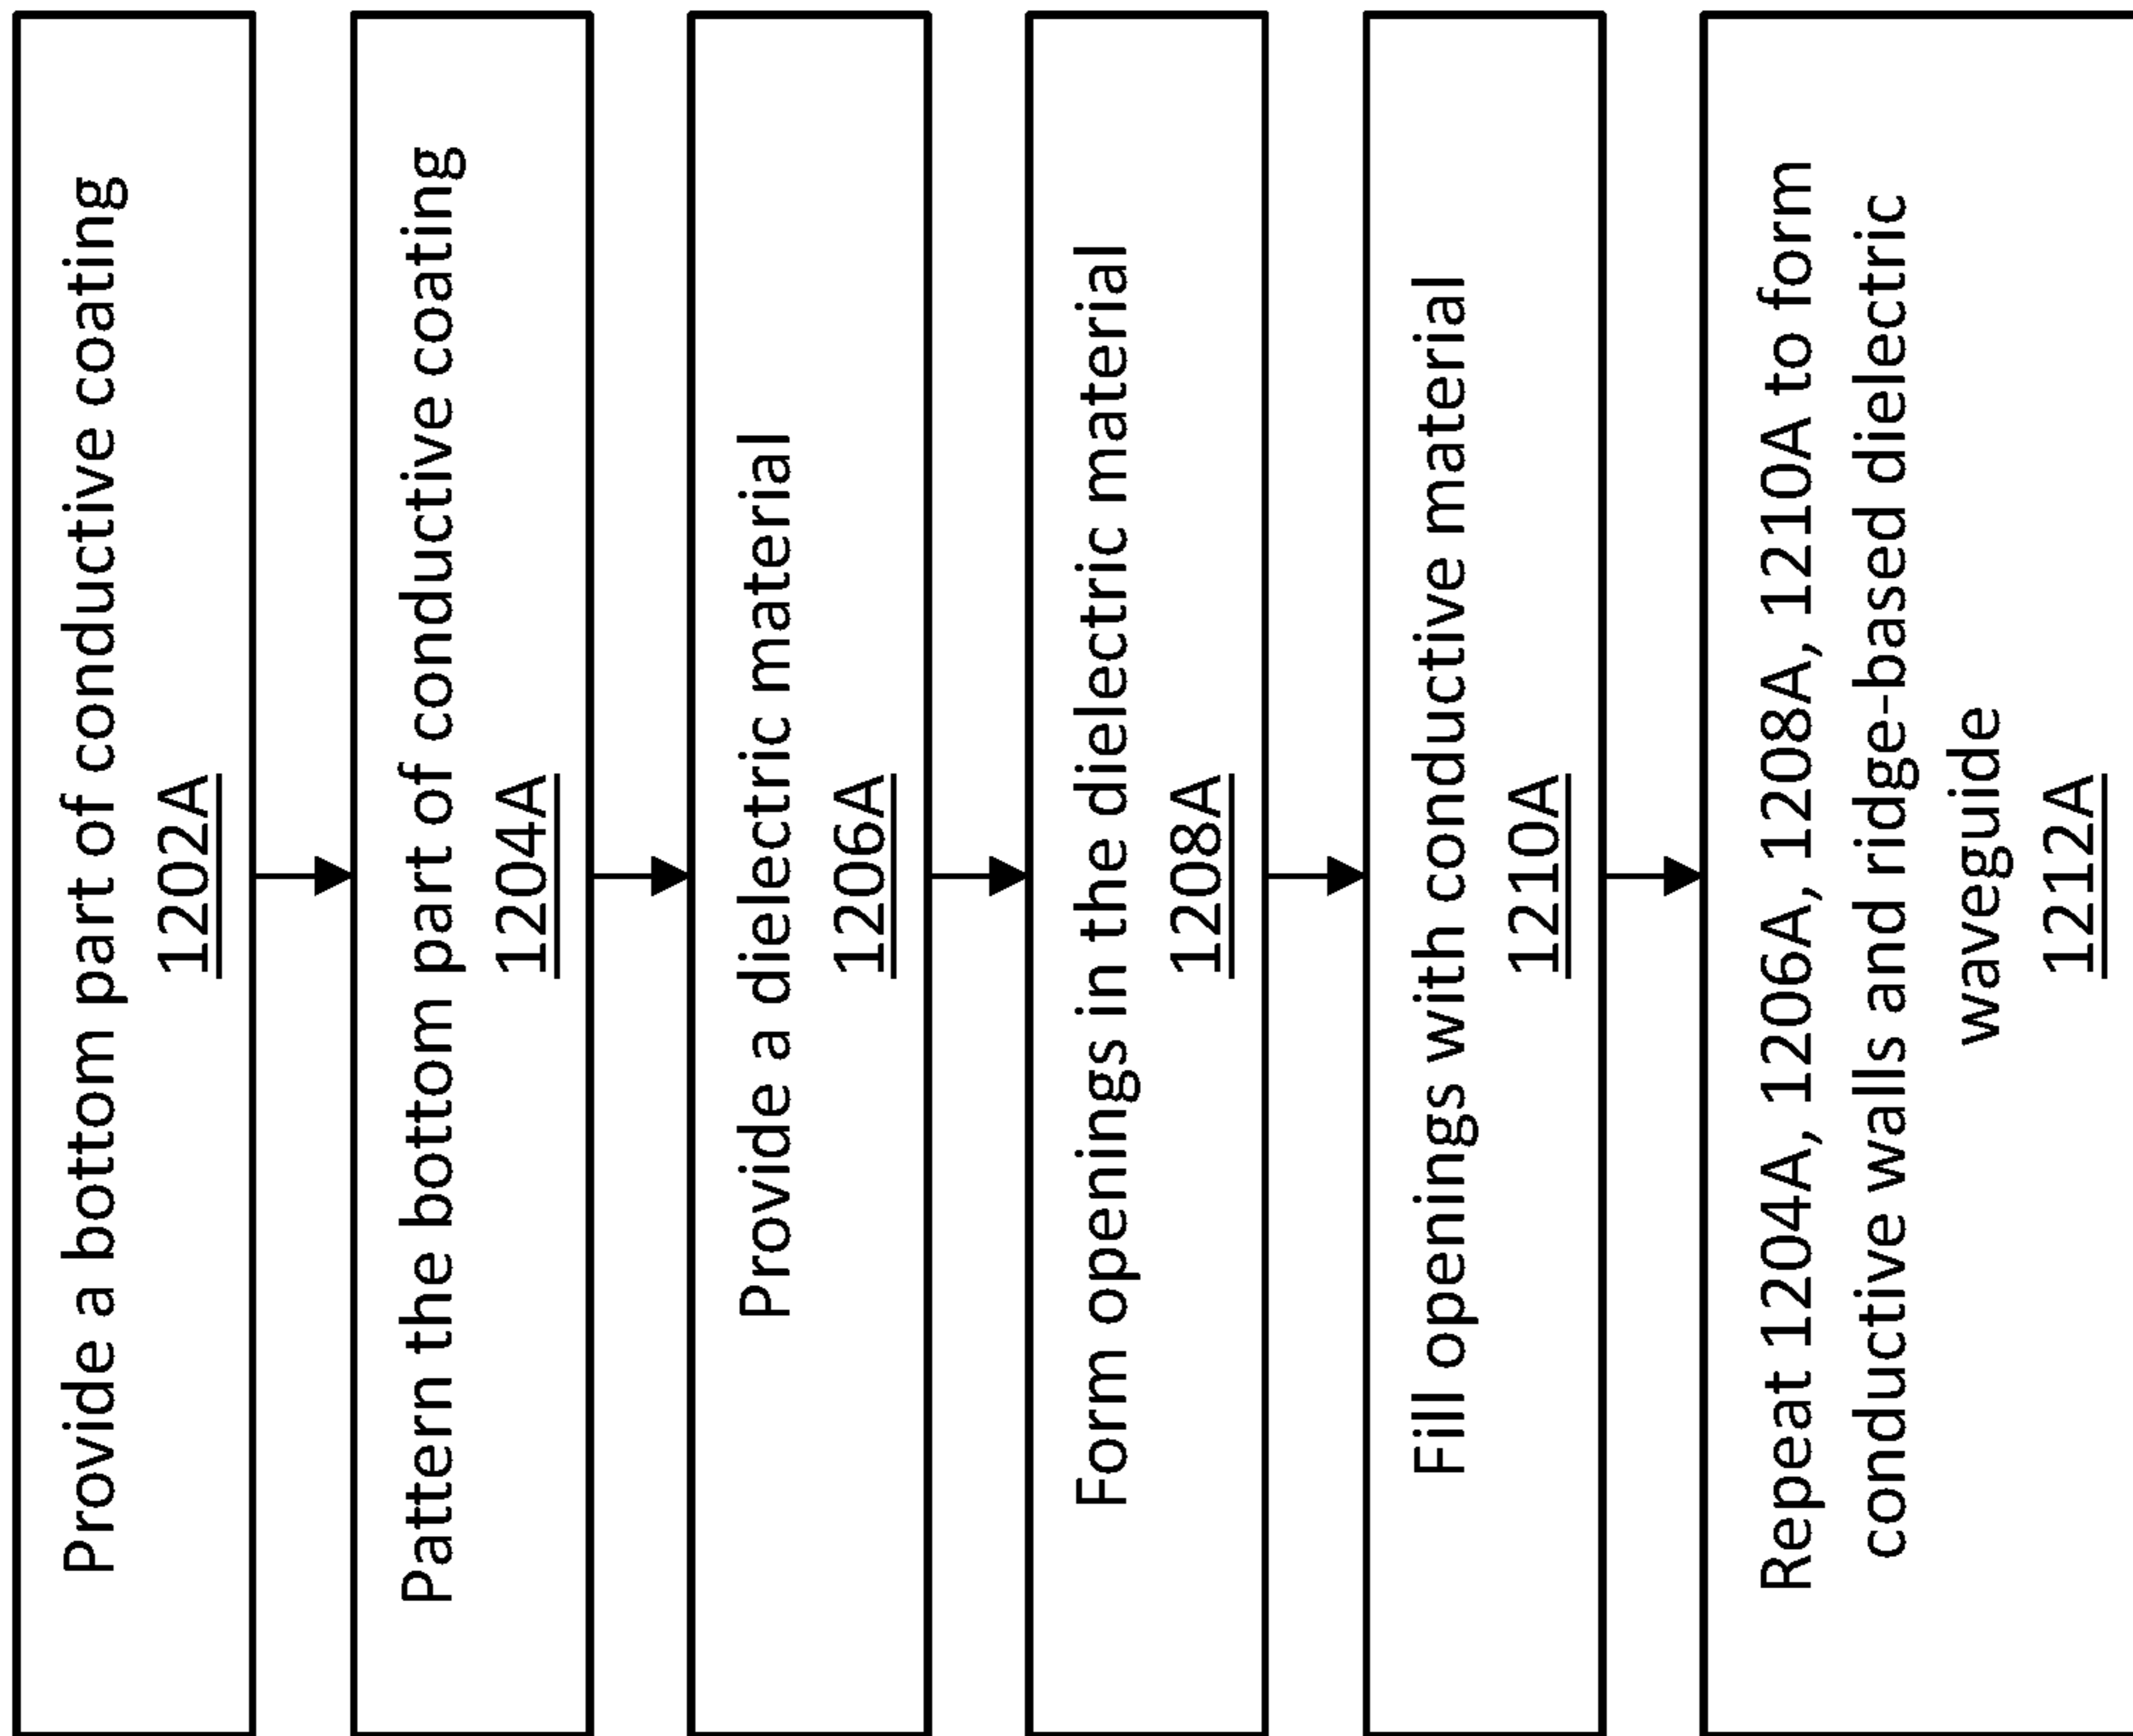 Provide a bottom part of conductive coating
1202A
Pattern the bottom part of conductive coating
1204A
Provide a dielectric material
1206A
Form openings in the dielectric material
1208A
Fill openings with conductive material
1210A
Repeat 1204A, 1206A, 1208A, 1210A to form
conductive walls and ridge-based dielectric
waveguide
1212A